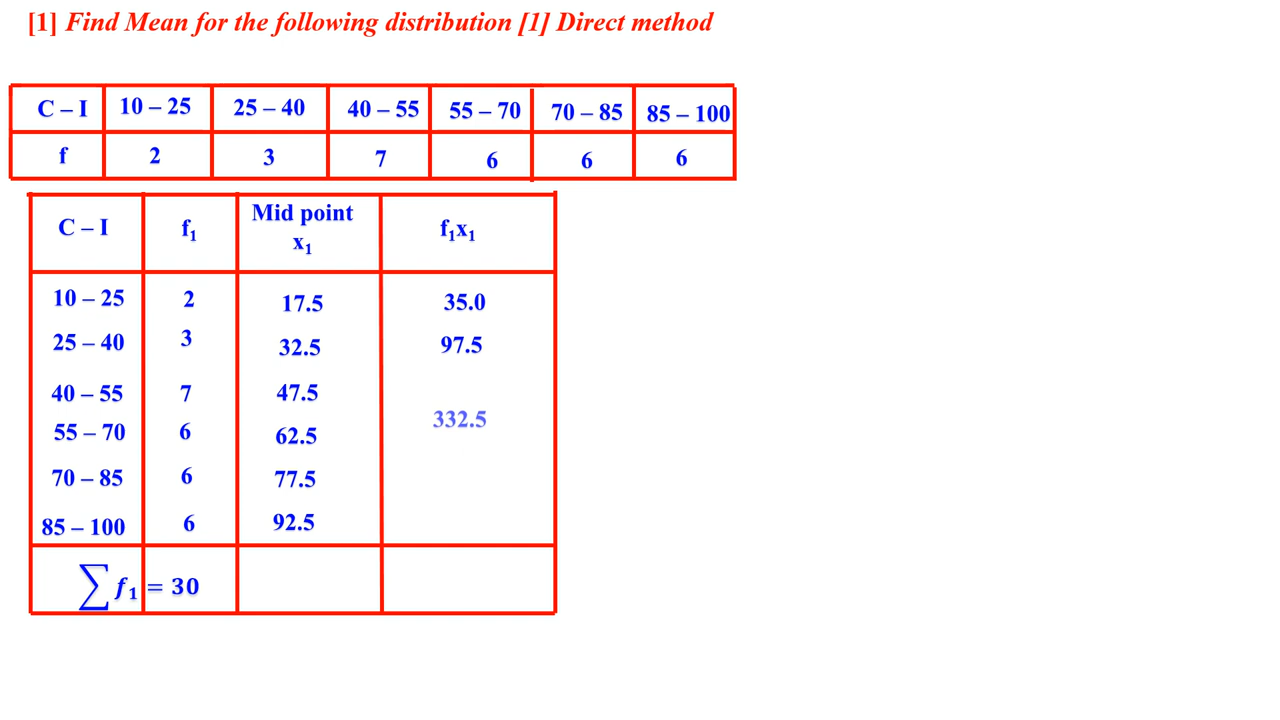 [1] Find Mean for the following distribution [1] Direct method
C – I 10 – 25 25 – 40 40 – 55 55 – 70 70 – 85 85 – 100
f 2 3 7 6 6 6
C – I f₁ Mid point x₁ f₁x₁
10 – 25 2 17.5 35.0
25 – 40 3 32.5 97.5
40 – 55 7 47.5 332.5
55 – 70 6 62.5
70 – 85 6 77.5
85 – 100 6 92.5
∑ f₁ = 30